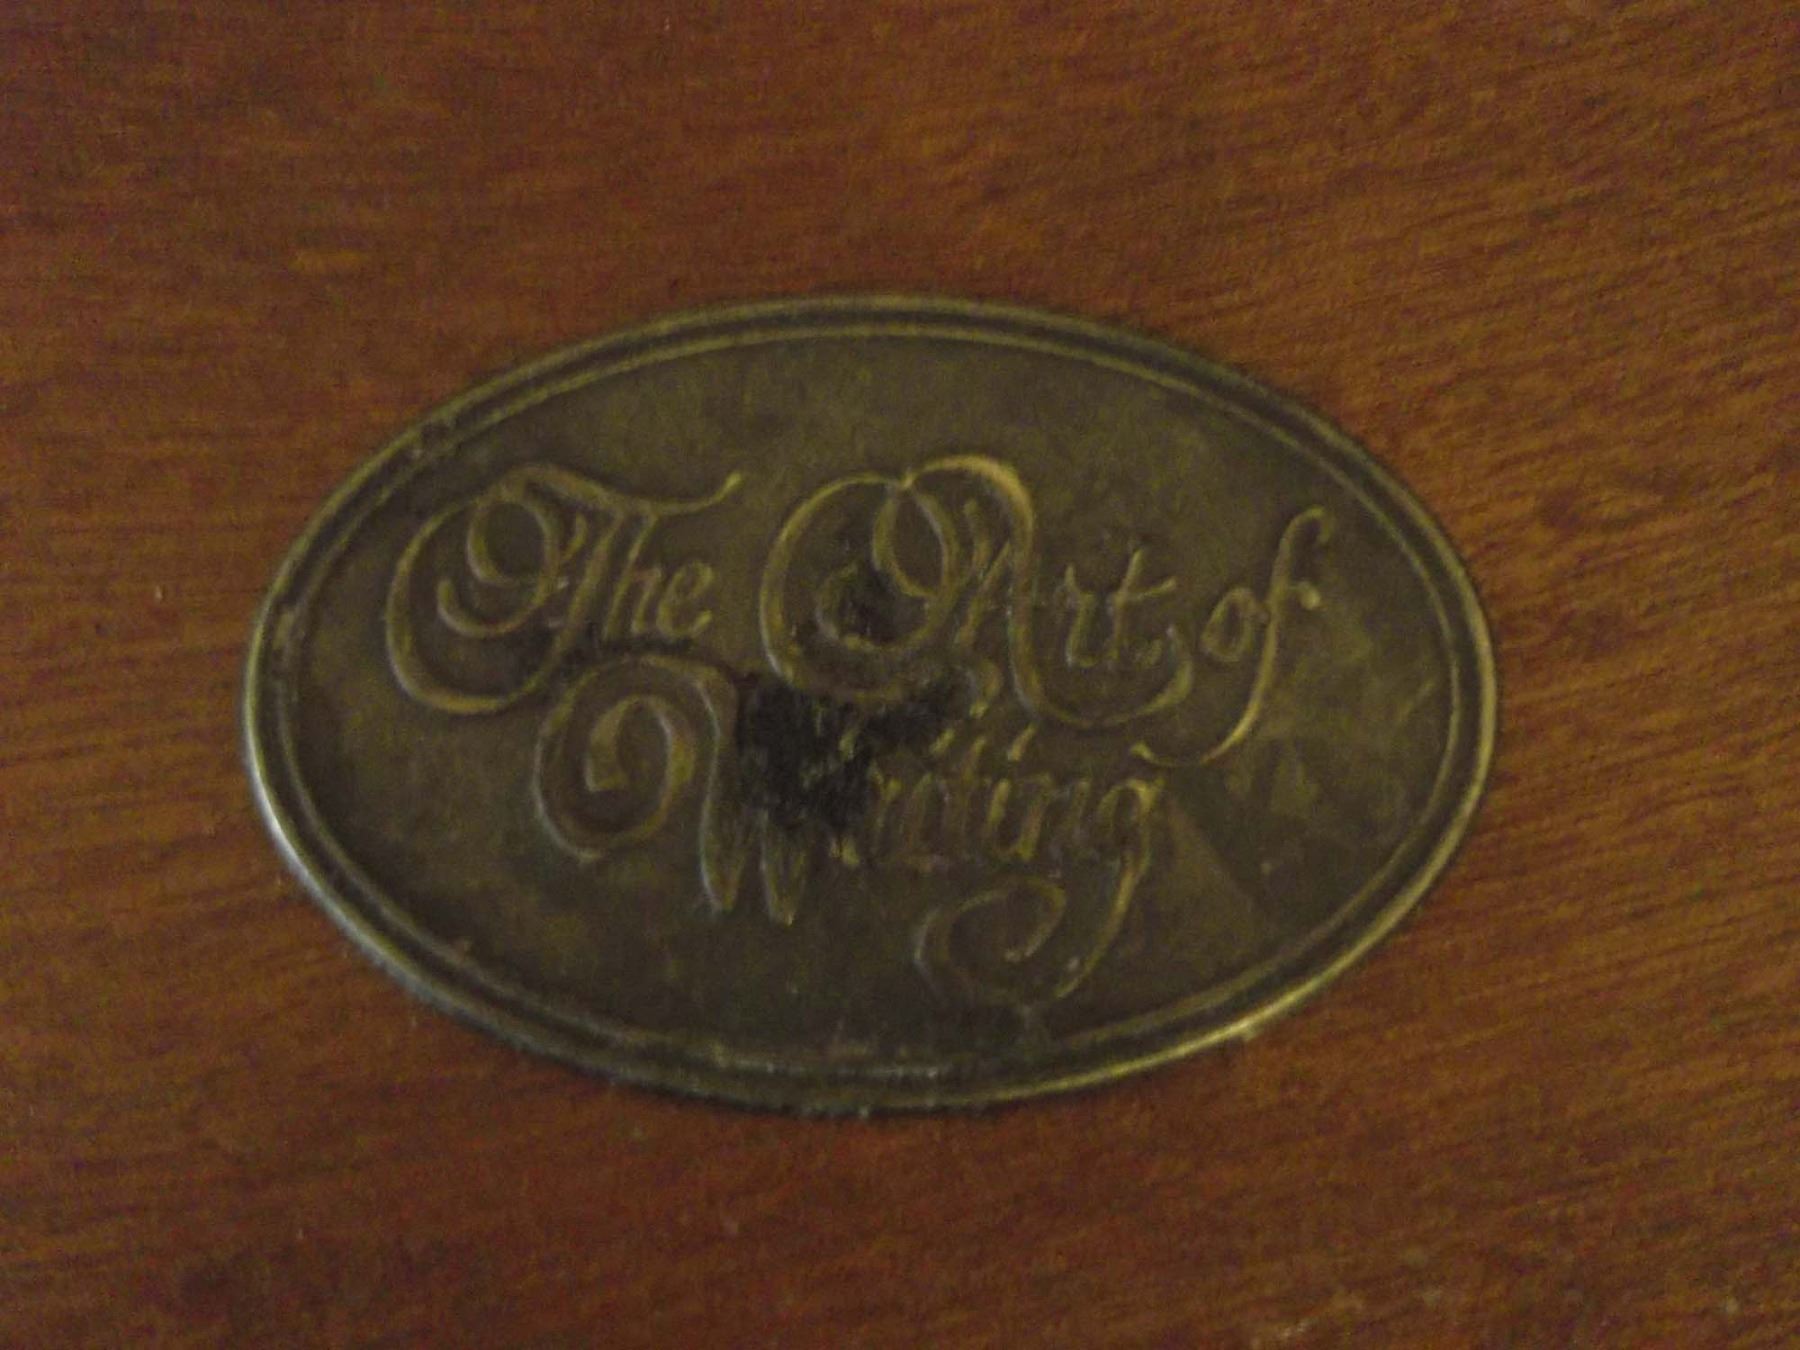 The Art of
Writing